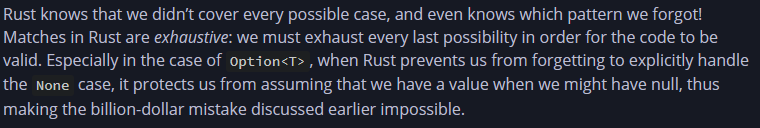 Rust knows that we didn’t cover every possible case, and even knows which pattern we forgot!
Matches in Rust are exhaustive: we must exhaust every last possibility in order for the code to be
valid. Especially in the case of Option<T>, when Rust prevents us from forgetting to explicitly handle
the None case, it protects us from assuming that we have a value when we might have null, thus
making the billion-dollar mistake discussed earlier impossible.